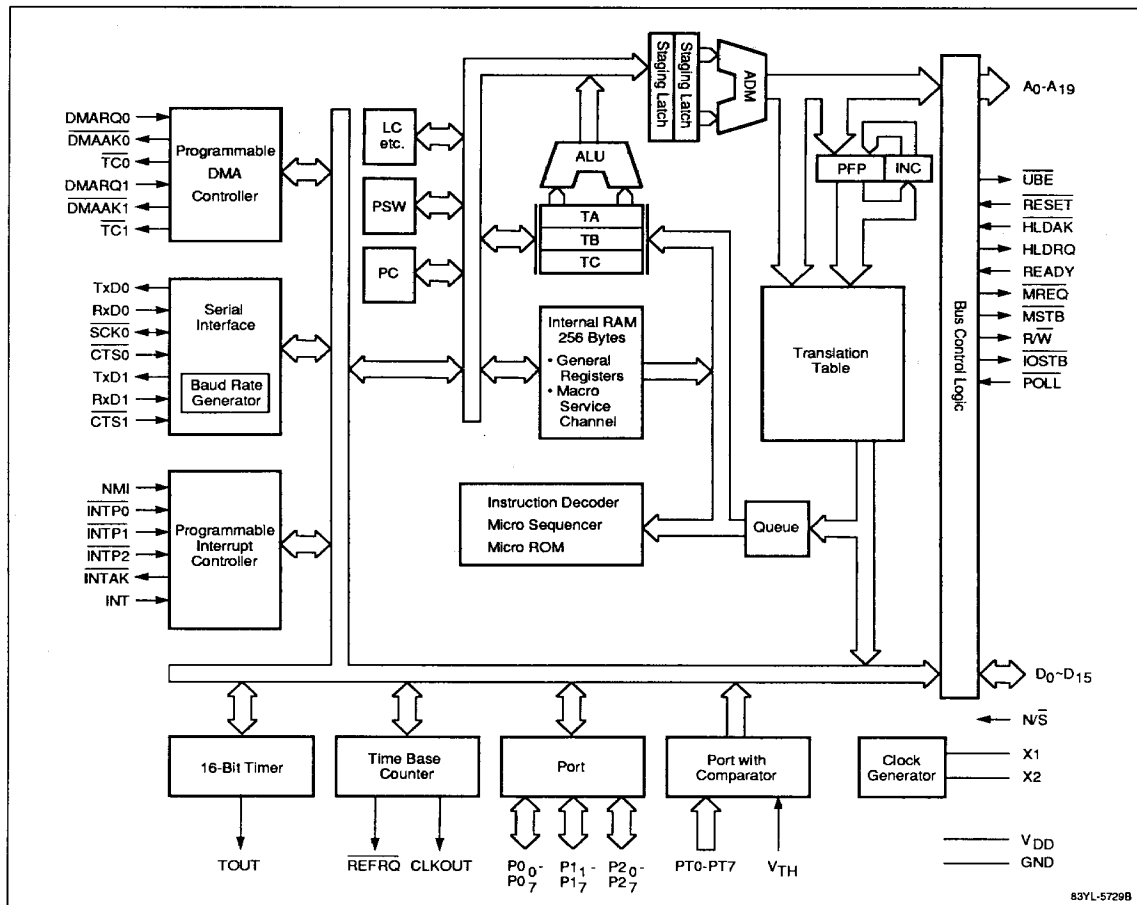 DMARQ0
DMAAK0
TC0
DMARQ1
DMAAK1
TC1
Programmable
DMA
Controller
TxD0
RxD0
SCK0
CTS0
TxD1
RxD1
CTS1
Serial
Interface
Baud Rate
Generator
NMI
INTP0
INTP1
INTP2
INTAK
INT
Programmable
Interrupt
Controller
LC
etc.
PSW
PC
Staging Latch
Staging Latch
ADM
ALU
TA
TB
TC
Internal RAM
256 Bytes
• General
Registers
• Macro
Service
Channel
Instruction Decoder
Micro Sequencer
Micro ROM
Queue
PFP
INC
Translation
Table
Bus Control Logic
A0-A19
UBE
RESET
HLDAK
HLDRQ
READY
MREQ
MSTB
R/W
IOSTB
POLL
D0~D15
N/S
16-Bit Timer
Time Base
Counter
Port
Port with
Comparator
Clock
Generator
X1
X2
TOUT
REFRQ
CLKOUT
P00-
P07
P11-
P17
P20-
P27
PT0-PT7
VTH
VDD
GND
83YL-5729B